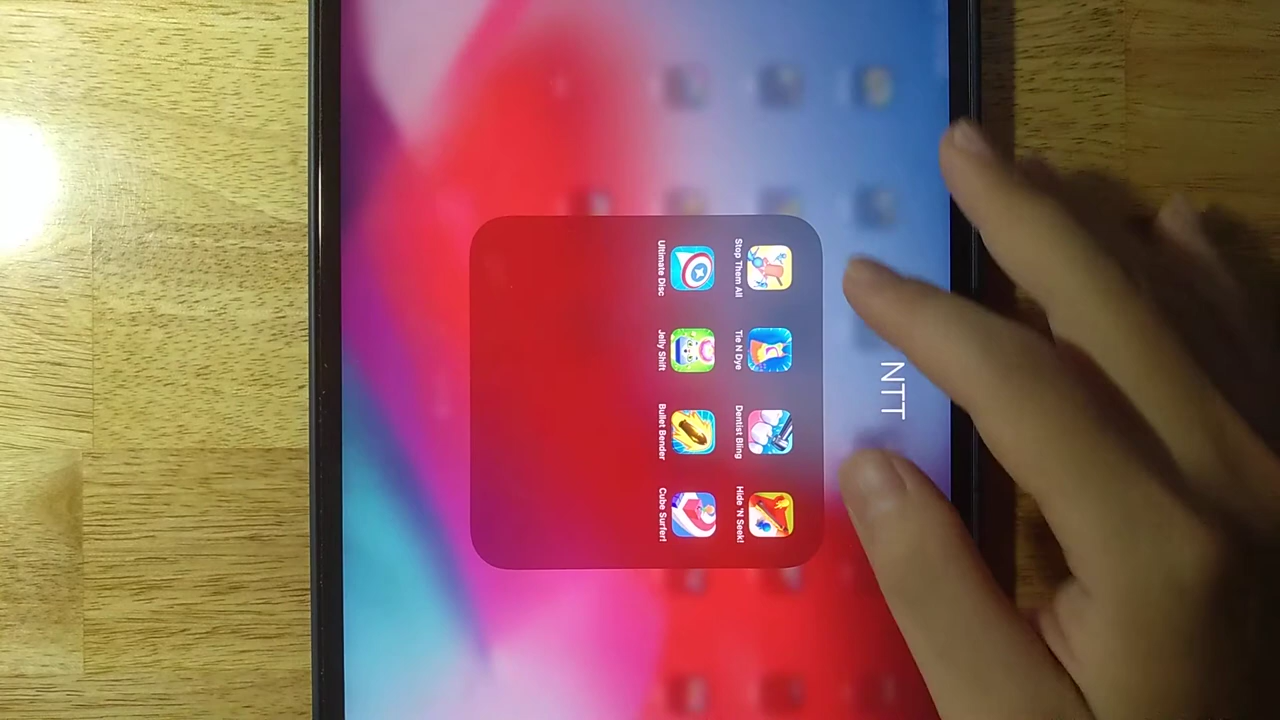 NTT
Stop Them All
Tie N Dye
Dentist Bling
Hide 'N Seek!
Ultimate Disc
Jelly Shift
Bullet Bender
Cube Surfer!